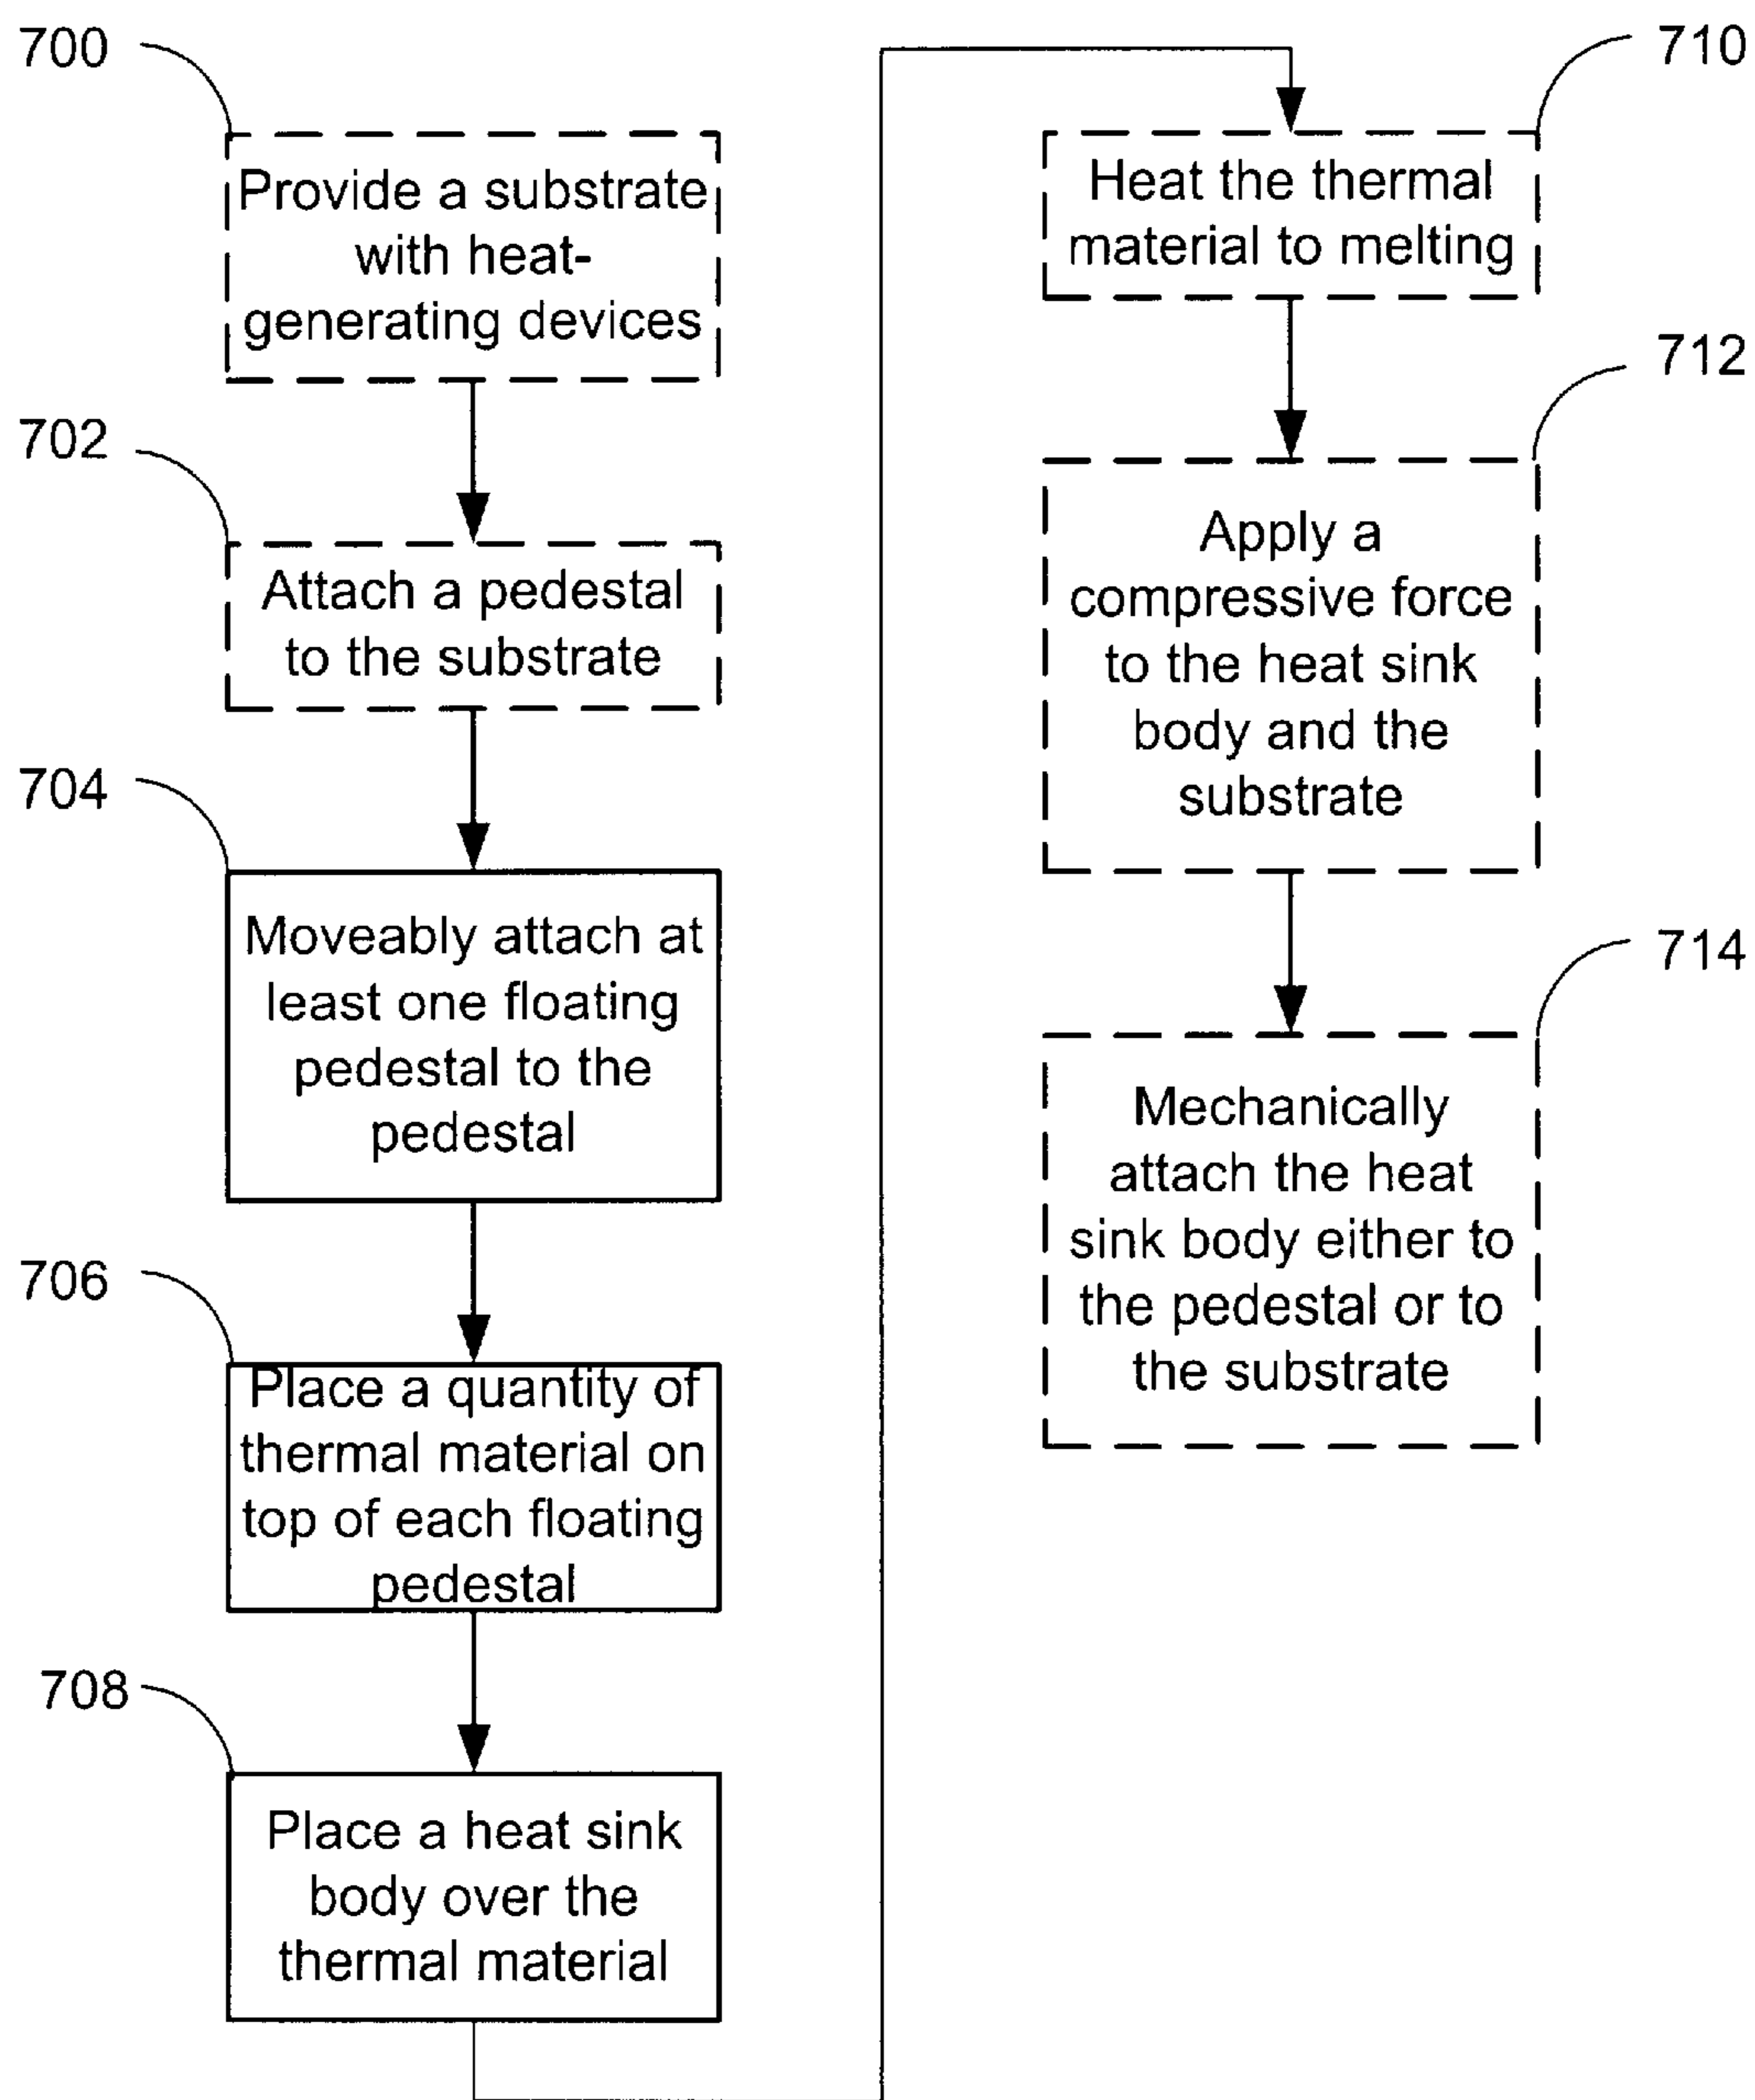 700
Provide a substrate
with heat-
generating devices
702
Attach a pedestal
to the substrate
704
Moveably attach at
least one floating
pedestal to the
pedestal
706
Place a quantity of
thermal material on
top of each floating
pedestal
708
Place a heat sink
body over the
thermal material
710
Heat the thermal
material to melting
712
Apply a
compressive force
to the heat sink
body and the
substrate
714
Mechanically
attach the heat
sink body either to
the pedestal or to
the substrate